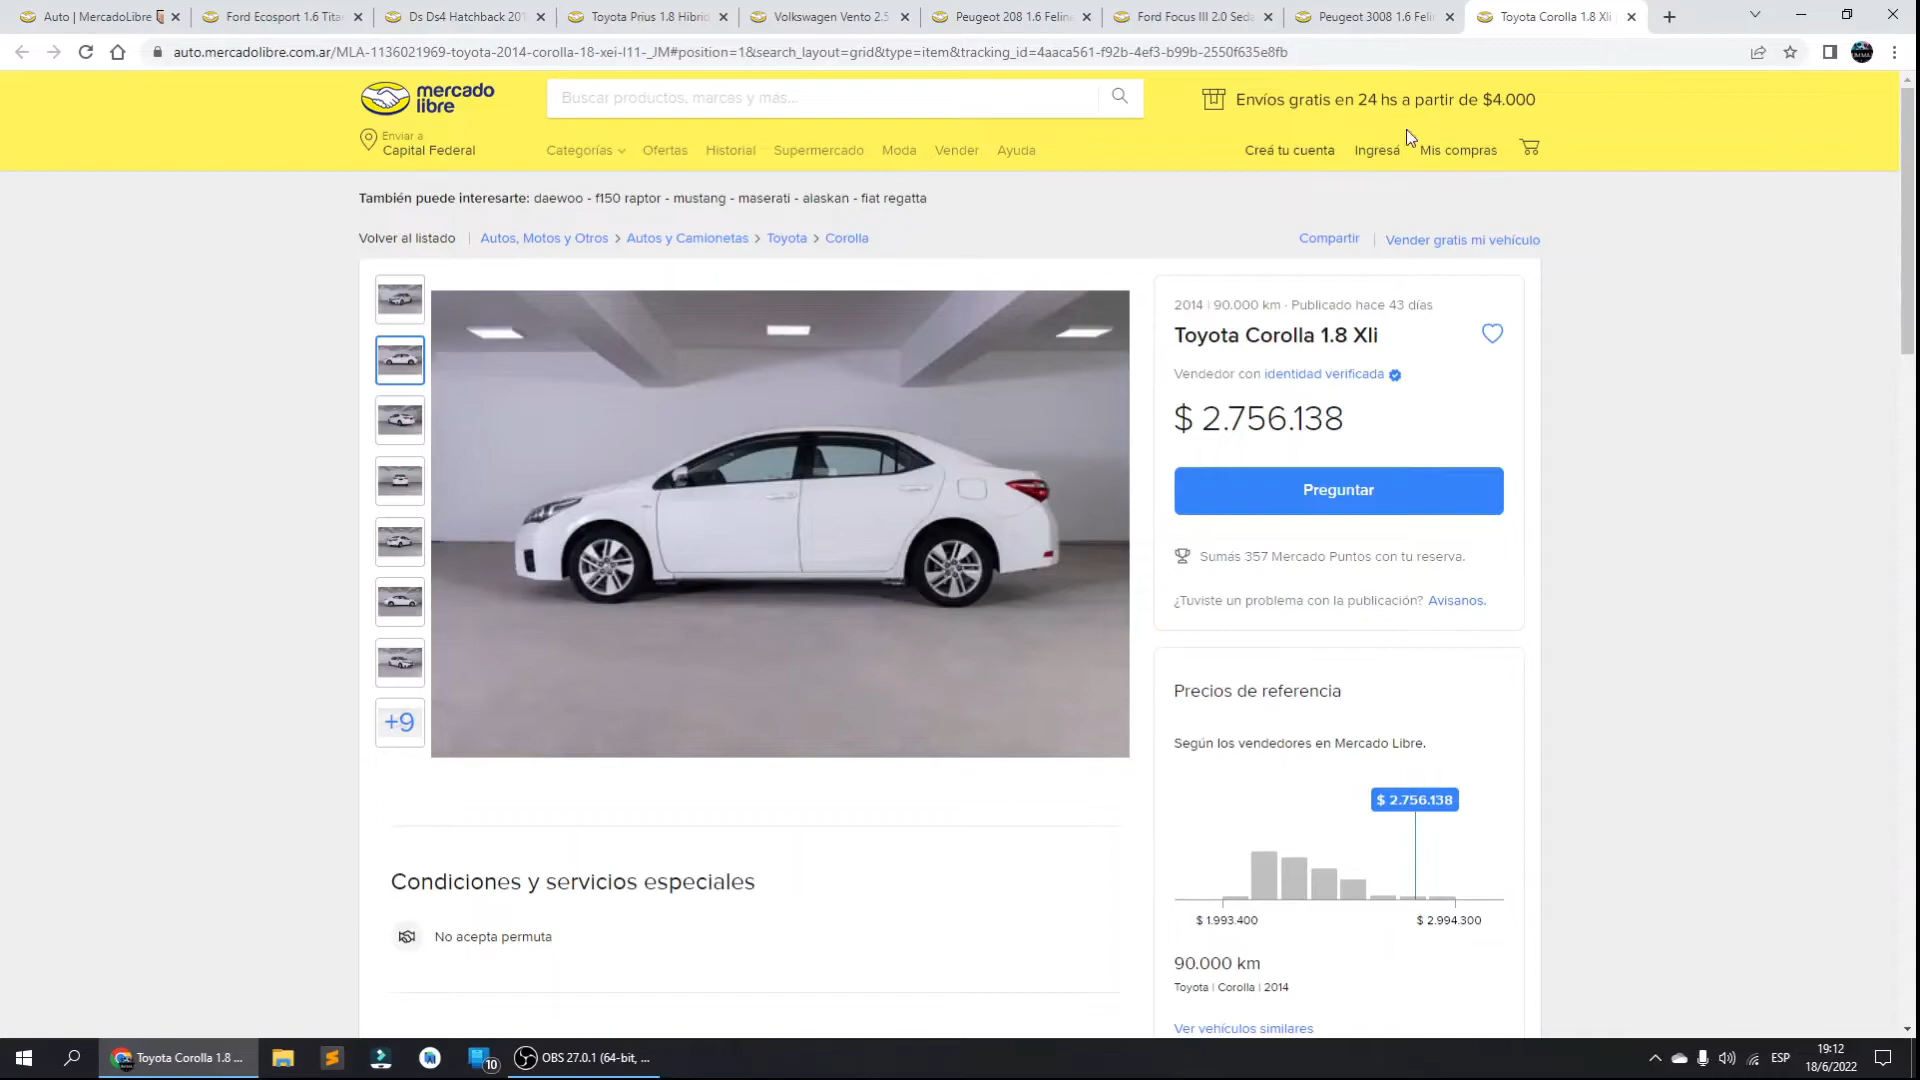 Auto | MercadoLibre
Ford Ecosport 1.6 Titan
Ds Ds4 Hatchback 201
Toyota Prius 1.8 Hibrid
Volkswagen Vento 2.5
Peugeot 208 1.6 Feline
Ford Focus III 2.0 Seda
Peugeot 3008 1.6 Feli
Toyota Corolla 1.8 Xli
auto.mercadolibre.com.ar/MLA-1136021969-toyota-2014-corolla-18-xei-l11-_JM#position=1&search_layout=grid&type=item&tracking_id=4aaca561-f92b-4ef3-b99b-2550f635e8fb
mercado
libre
Buscar productos, marcas y más...
Envíos gratis en 24 hs a partir de $4.000
Enviar a
Capital Federal
Categorías
Ofertas
Historial
Supermercado
Moda
Vender
Ayuda
Creá tu cuenta
Ingresá
Mis compras
También puede interesarte: daewoo - f150 raptor - mustang - maserati - alaskan - fiat regatta
Volver al listado | Autos, Motos y Otros > Autos y Camionetas > Toyota > Corolla
Compartir | Vender gratis mi vehículo
2014 | 90.000 km · Publicado hace 43 días
Toyota Corolla 1.8 Xli
Vendedor con identidad verificada
$ 2.756.138
Preguntar
Sumás 357 Mercado Puntos con tu reserva.
¿Tuviste un problema con la publicación? Avisanos.
+9
Precios de referencia
Según los vendedores en Mercado Libre.
$ 2.756.138
$ 1.993.400
$ 2.994.300
90.000 km
Toyota | Corolla | 2014
Ver vehículos similares
Condiciones y servicios especiales
No acepta permuta
Toyota Corolla 1.8 ...
10
OBS 27.0.1 (64-bit, ...
ESP
19:12
18/6/2022